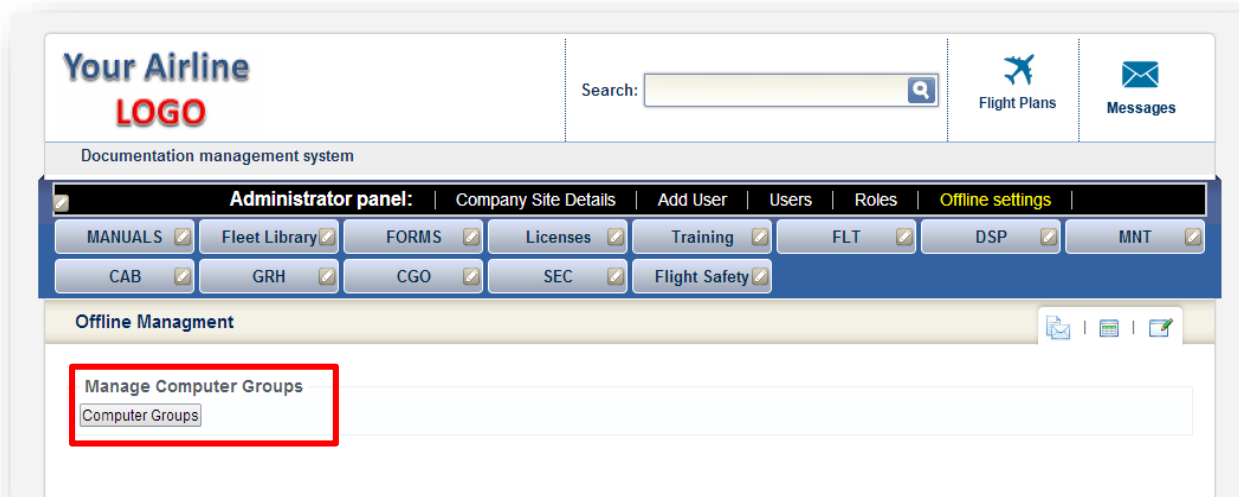 Your Airline
LOGO
Search:
Flight Plans
Messages
Documentation management system
Administrator panel: | Company Site Details | Add User | Users | Roles | Offline settings |
MANUALS Fleet Library FORMS Licenses Training FLT DSP MNT
CAB GRH CGO SEC Flight Safety
Offline Managment
Manage Computer Groups
Computer Groups